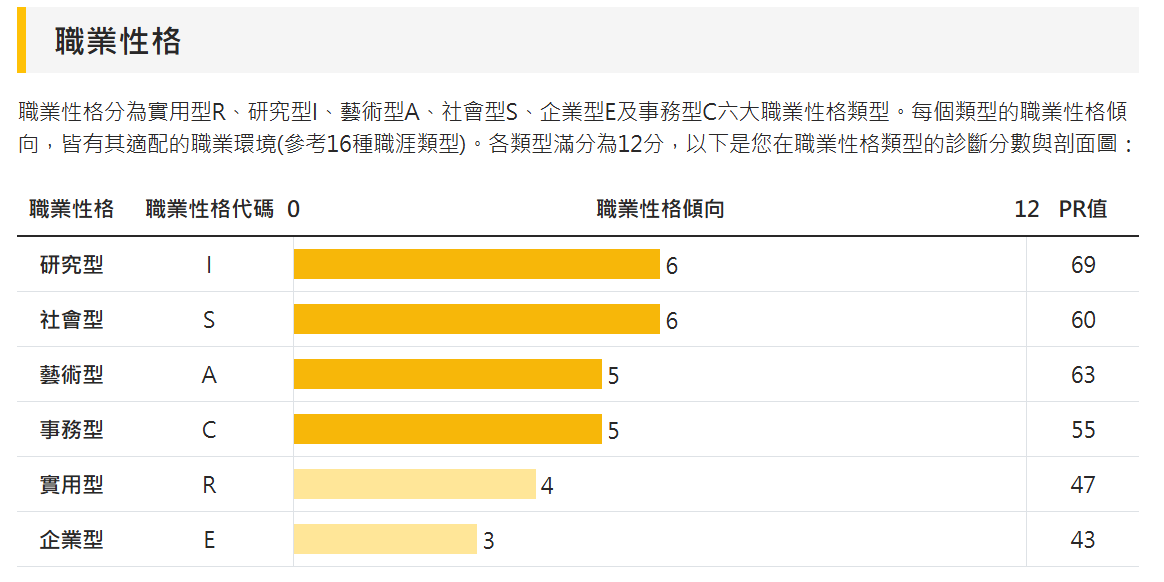 職業性格
職業性格分為實用型R、研究型I、藝術型A、社會型S、企業型E及事務型C六大職業性格類型。每個類型的職業性格傾
向，皆有其適配的職業環境(參考16種職涯類型)。各類型滿分為12分，以下是您在職業性格類型的診斷分數與剖面圖：
職業性格 職業性格代碼 0 職業性格傾向 12 PR值
研究型 I 6 69
社會型 S 6 60
藝術型 A 5 63
事務型 C 5 55
實用型 R 4 47
企業型 E 3 43